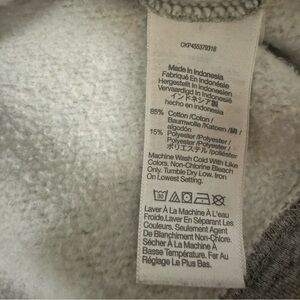 CKP455379318
Made In Indonesia
Fabriqué En Indonésie
Hergestellt In Indonesien
Vervaardigd In Indonesië
インドネシア製
hecho en Indonesia
85% Cotton /Coton /
Baumwolle /Katoen /綿 /
algodón
15% Polyester /Polyester /
Polyester /Polyester /
ポリエステル /poliéster
Machine Wash Cold With Like
Colors. Non-Chlorine Bleach
Only. Tumble Dry Low. Iron
On Lowest Setting.
Laver À La Machine À L'eau
Froide.Laver En Séparant Les
Couleurs. Seulement Agent
De Blanchiment Non-Chlore.
Sécher À La Machine À
Basse Température. Fer Au
Réglage Le Plus Bas.